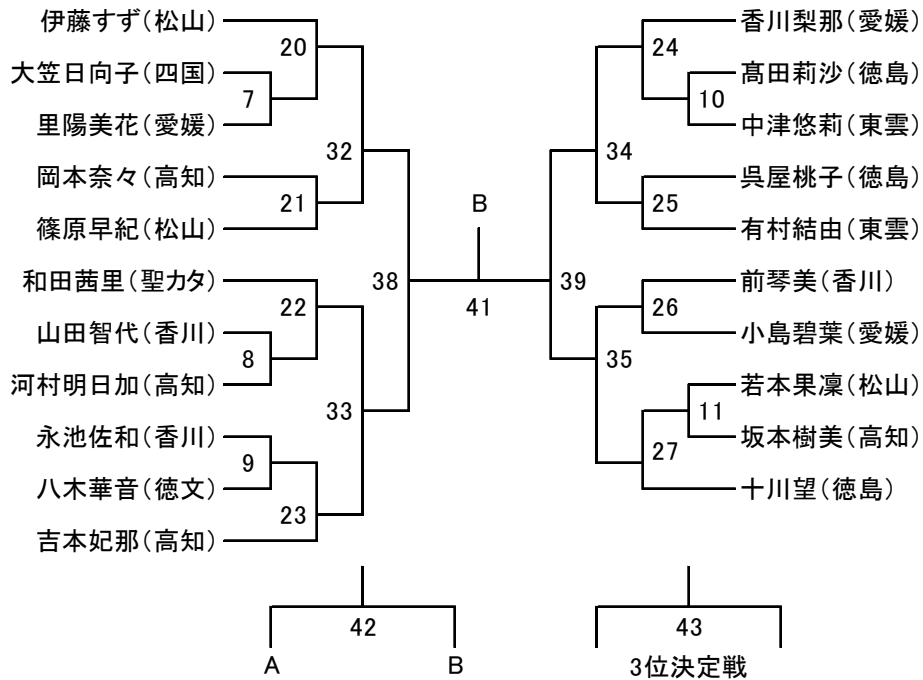 伊藤すず(松山)
20
大笠日向子(四国)
7
里陽美花(愛媛)
32
岡本奈々(高知)
21
篠原早紀(松山)
38
和田茜里(聖カタ)
22
山田智代(香川)
8
河村明日加(高知)
33
永池佐和(香川)
9
八木華音(徳文)
23
吉本妃那(高知)
B
41
香川梨那(愛媛)
24
髙田莉沙(徳島)
10
中津悠莉(東雲)
34
呉屋桃子(徳島)
25
有村結由(東雲)
39
前琴美(香川)
26
小島碧葉(愛媛)
35
若本果凜(松山)
11
坂本樹美(高知)
27
十川望(徳島)
42
A
B
43
3位決定戦